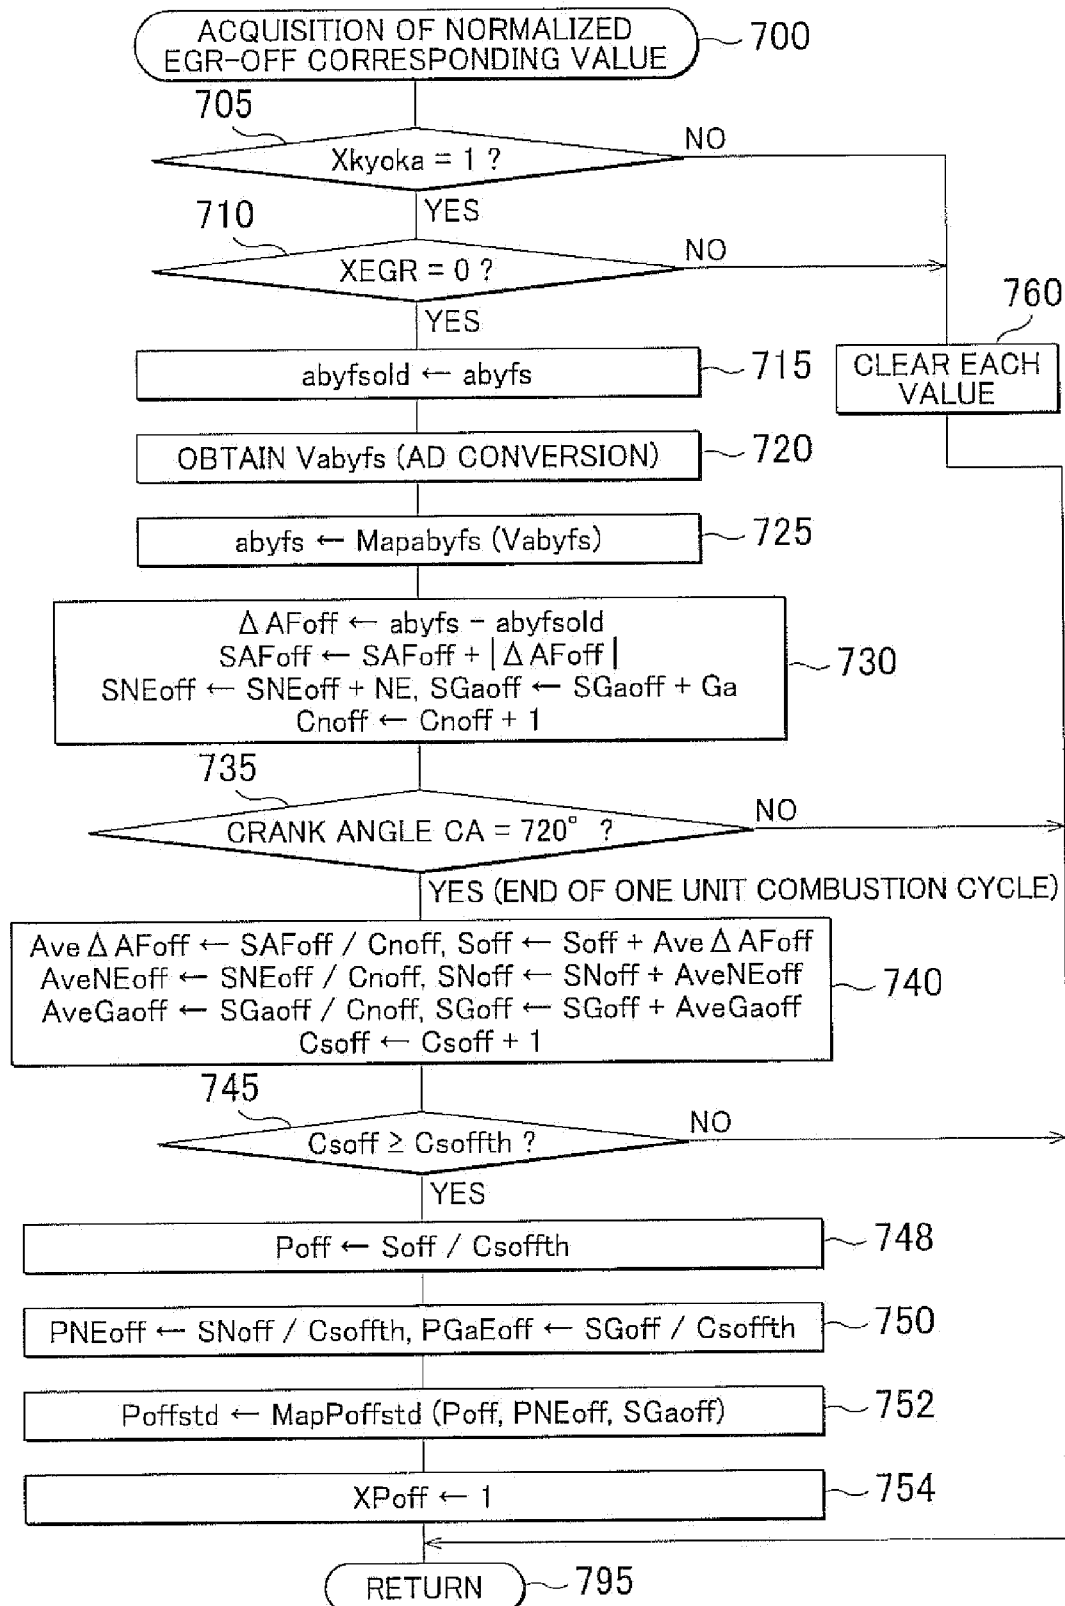 ACQUISITION OF NORMALIZED
EGR-OFF CORRESPONDING VALUE
700
705
Xkyoka = 1 ?
NO
YES
710
XEGR = 0 ?
NO
YES
760
CLEAR EACH
VALUE
abyfsold ← abyfs
715
OBTAIN Vabyfs (AD CONVERSION)
720
abyfs ← Mapabyfs (Vabyfs)
725
Δ AFoff ← abyfs − abyfsold
SAFoff ← SAFoff + |Δ AFoff|
SNEoff ← SNEoff + NE, SGaoff ← SGaoff + Ga
Cnoff ← Cnoff + 1
730
735
CRANK ANGLE CA = 720° ?
NO
YES (END OF ONE UNIT COMBUSTION CYCLE)
Ave Δ AFoff ← SAFoff / Cnoff, Soff ← Soff + Ave Δ AFoff
AveNEoff ← SNEoff / Cnoff, SNoff ← SNoff + AveNEoff
AveGaoff ← SGaoff / Cnoff, SGoff ← SGoff + AveGaoff
Csoff ← Csoff + 1
740
745
Csoff ≥ Csoffth ?
NO
YES
Poff ← Soff / Csoffth
748
PNEoff ← SNoff / Csoffth, PGaEoff ← SGoff / Csoffth
750
Poffstd ← MapPoffstd (Poff, PNEoff, SGaoff)
752
XPoff ← 1
754
RETURN
795